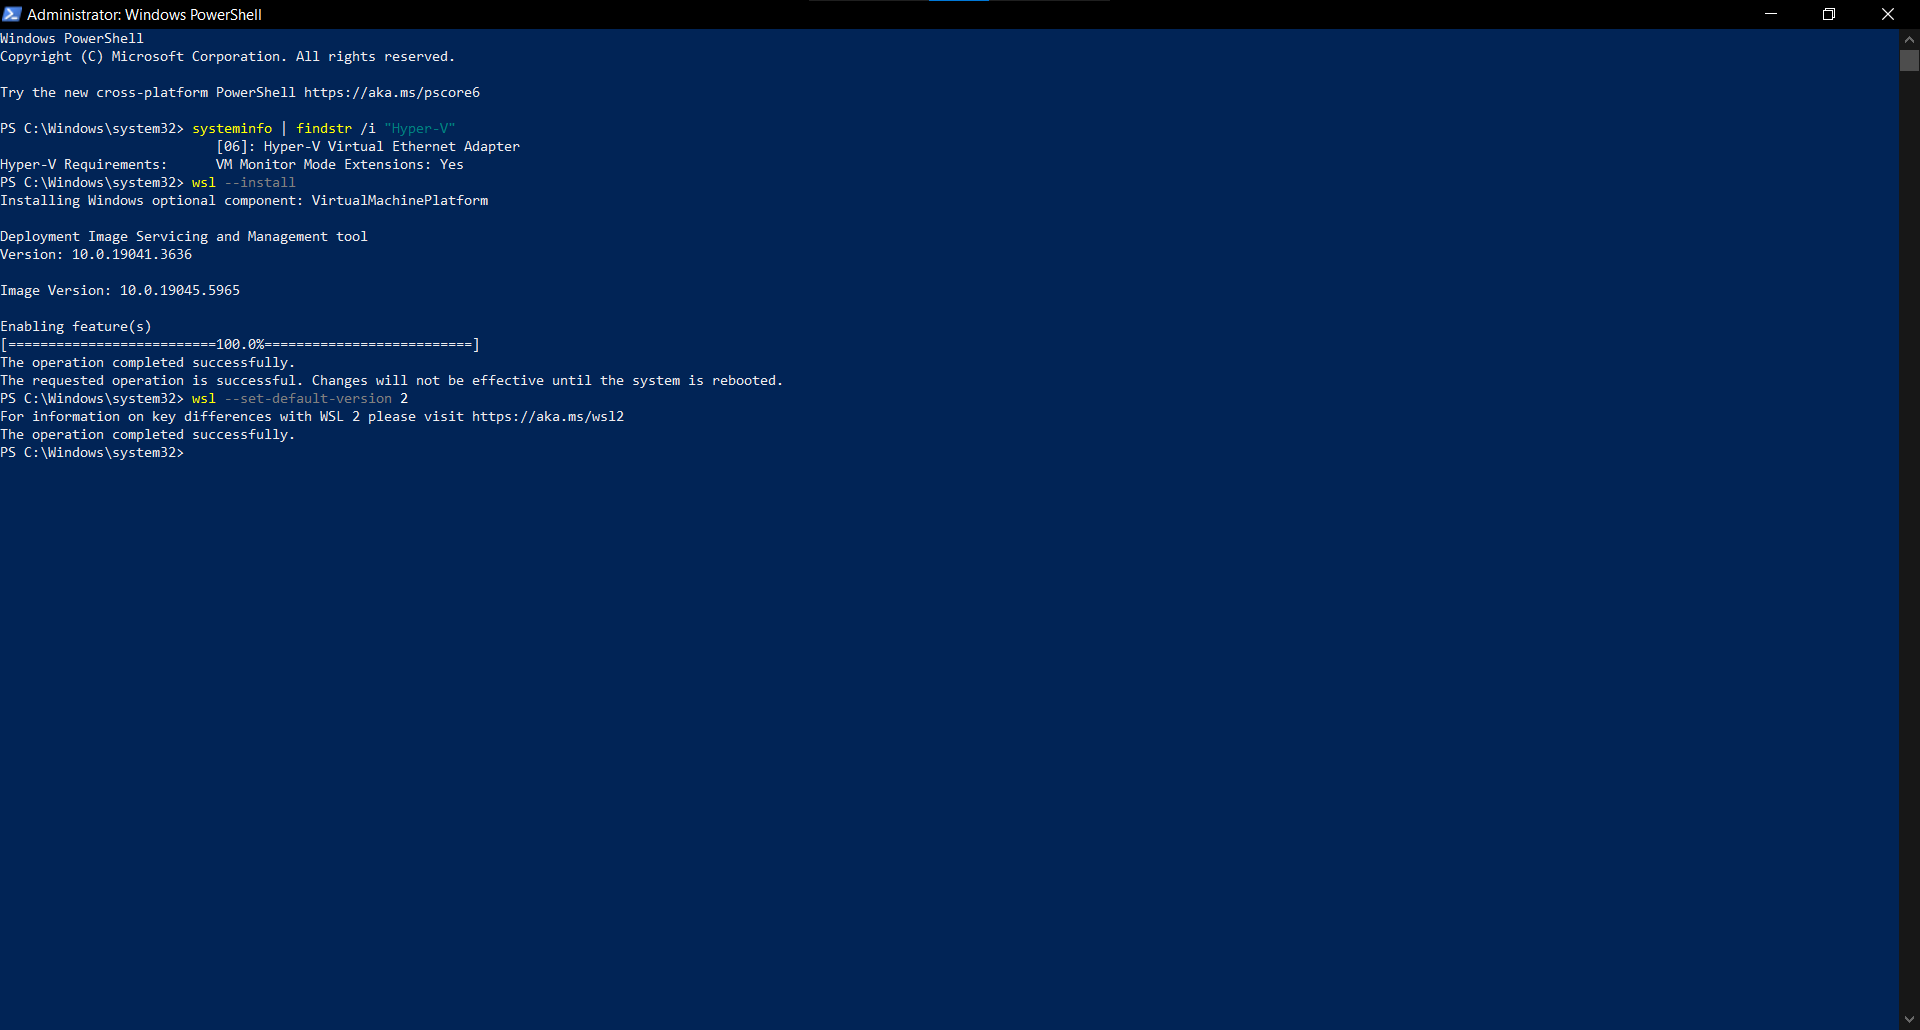 Administrator: Windows PowerShell
Windows PowerShell
Copyright (C) Microsoft Corporation. All rights reserved.
Try the new cross-platform PowerShell https://aka.ms/pscore6
PS C:\Windows\system32> systeminfo | findstr /i "Hyper-V"
[06]: Hyper-V Virtual Ethernet Adapter
Hyper-V Requirements:      VM Monitor Mode Extensions: Yes
PS C:\Windows\system32> wsl --install
Installing Windows optional component: VirtualMachinePlatform
Deployment Image Servicing and Management tool
Version: 10.0.19041.3636
Image Version: 10.0.19045.5965
Enabling feature(s)
[==========================100.0%==========================]
The operation completed successfully.
The requested operation is successful. Changes will not be effective until the system is rebooted.
PS C:\Windows\system32> wsl --set-default-version 2
For information on key differences with WSL 2 please visit https://aka.ms/wsl2
The operation completed successfully.
PS C:\Windows\system32>